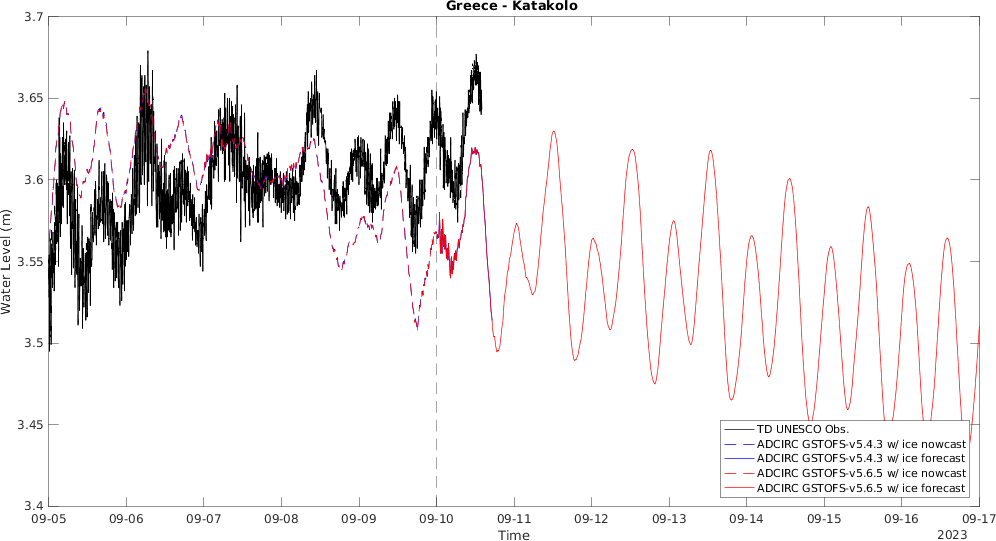 Greece - Katakolo
3.7
3.65
3.6
3.55
3.5
3.45
3.4
Water Level (m)
09-05 09-06 09-07 09-08 09-09 09-10 09-11 09-12 09-13 09-14 09-15 09-16 09-17
Time
2023
TD UNESCO Obs.
ADCIRC GSTOFS-v5.4.3 w/ ice nowcast
ADCIRC GSTOFS-v5.4.3 w/ ice forecast
ADCIRC GSTOFS-v5.6.5 w/ ice nowcast
ADCIRC GSTOFS-v5.6.5 w/ ice forecast